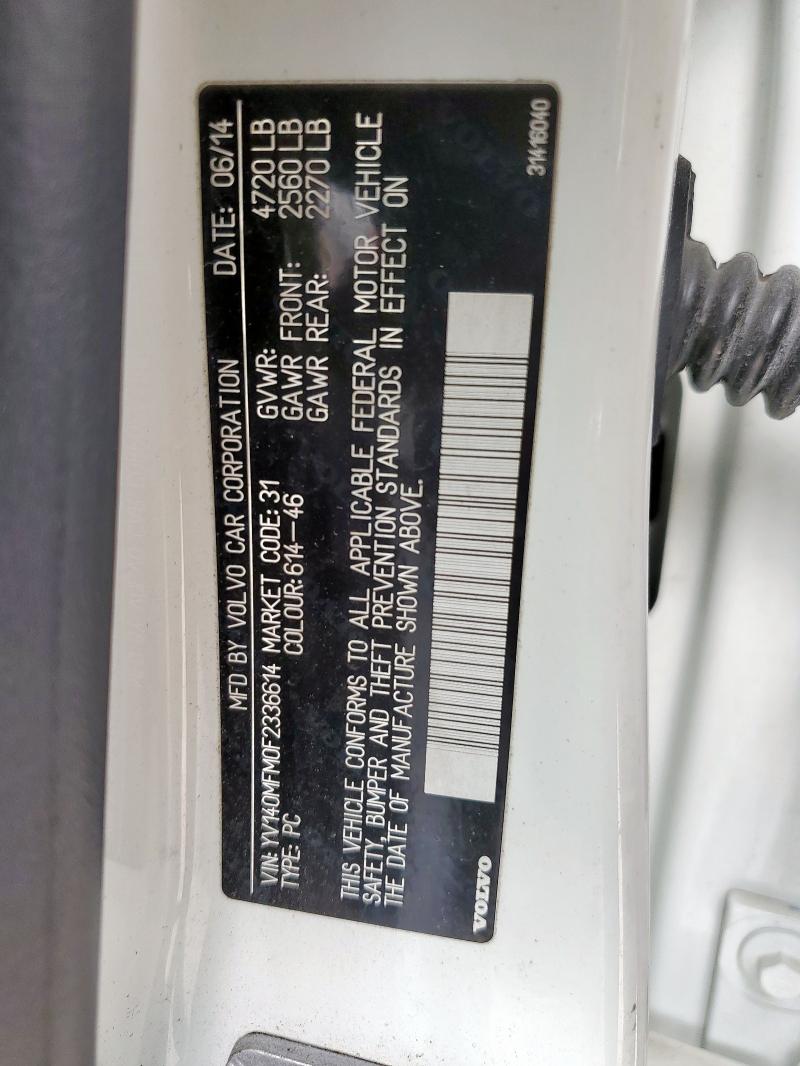 MFD BY VOLVO CAR CORPORATION DATE: 06/14
VIN: YV140MFM0F2336614 MARKET CODE: 31 GVWR: 4720 LB
TYPE: PC COLOUR: 614-46 GAWR FRONT: 2560 LB
GAWR REAR: 2270 LB
THIS VEHICLE CONFORMS TO ALL APPLICABLE FEDERAL MOTOR VEHICLE
SAFETY, BUMPER AND THEFT PREVENTION STANDARDS IN EFFECT ON
THE DATE OF MANUFACTURE SHOWN ABOVE.
VOLVO 31416040